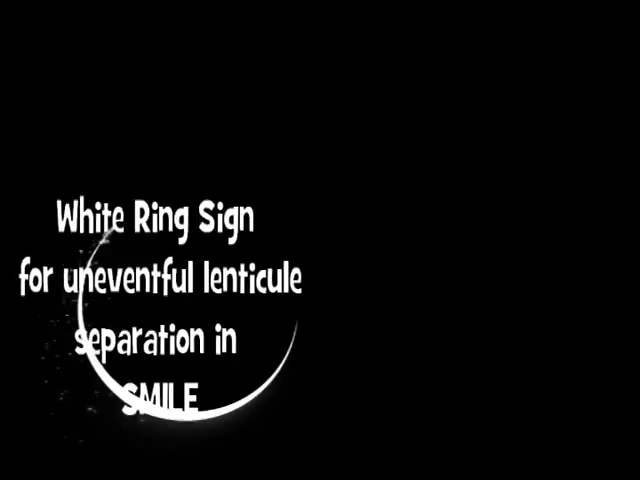 White Ring Sign
for uneventful lenticule
separation in
SMILE